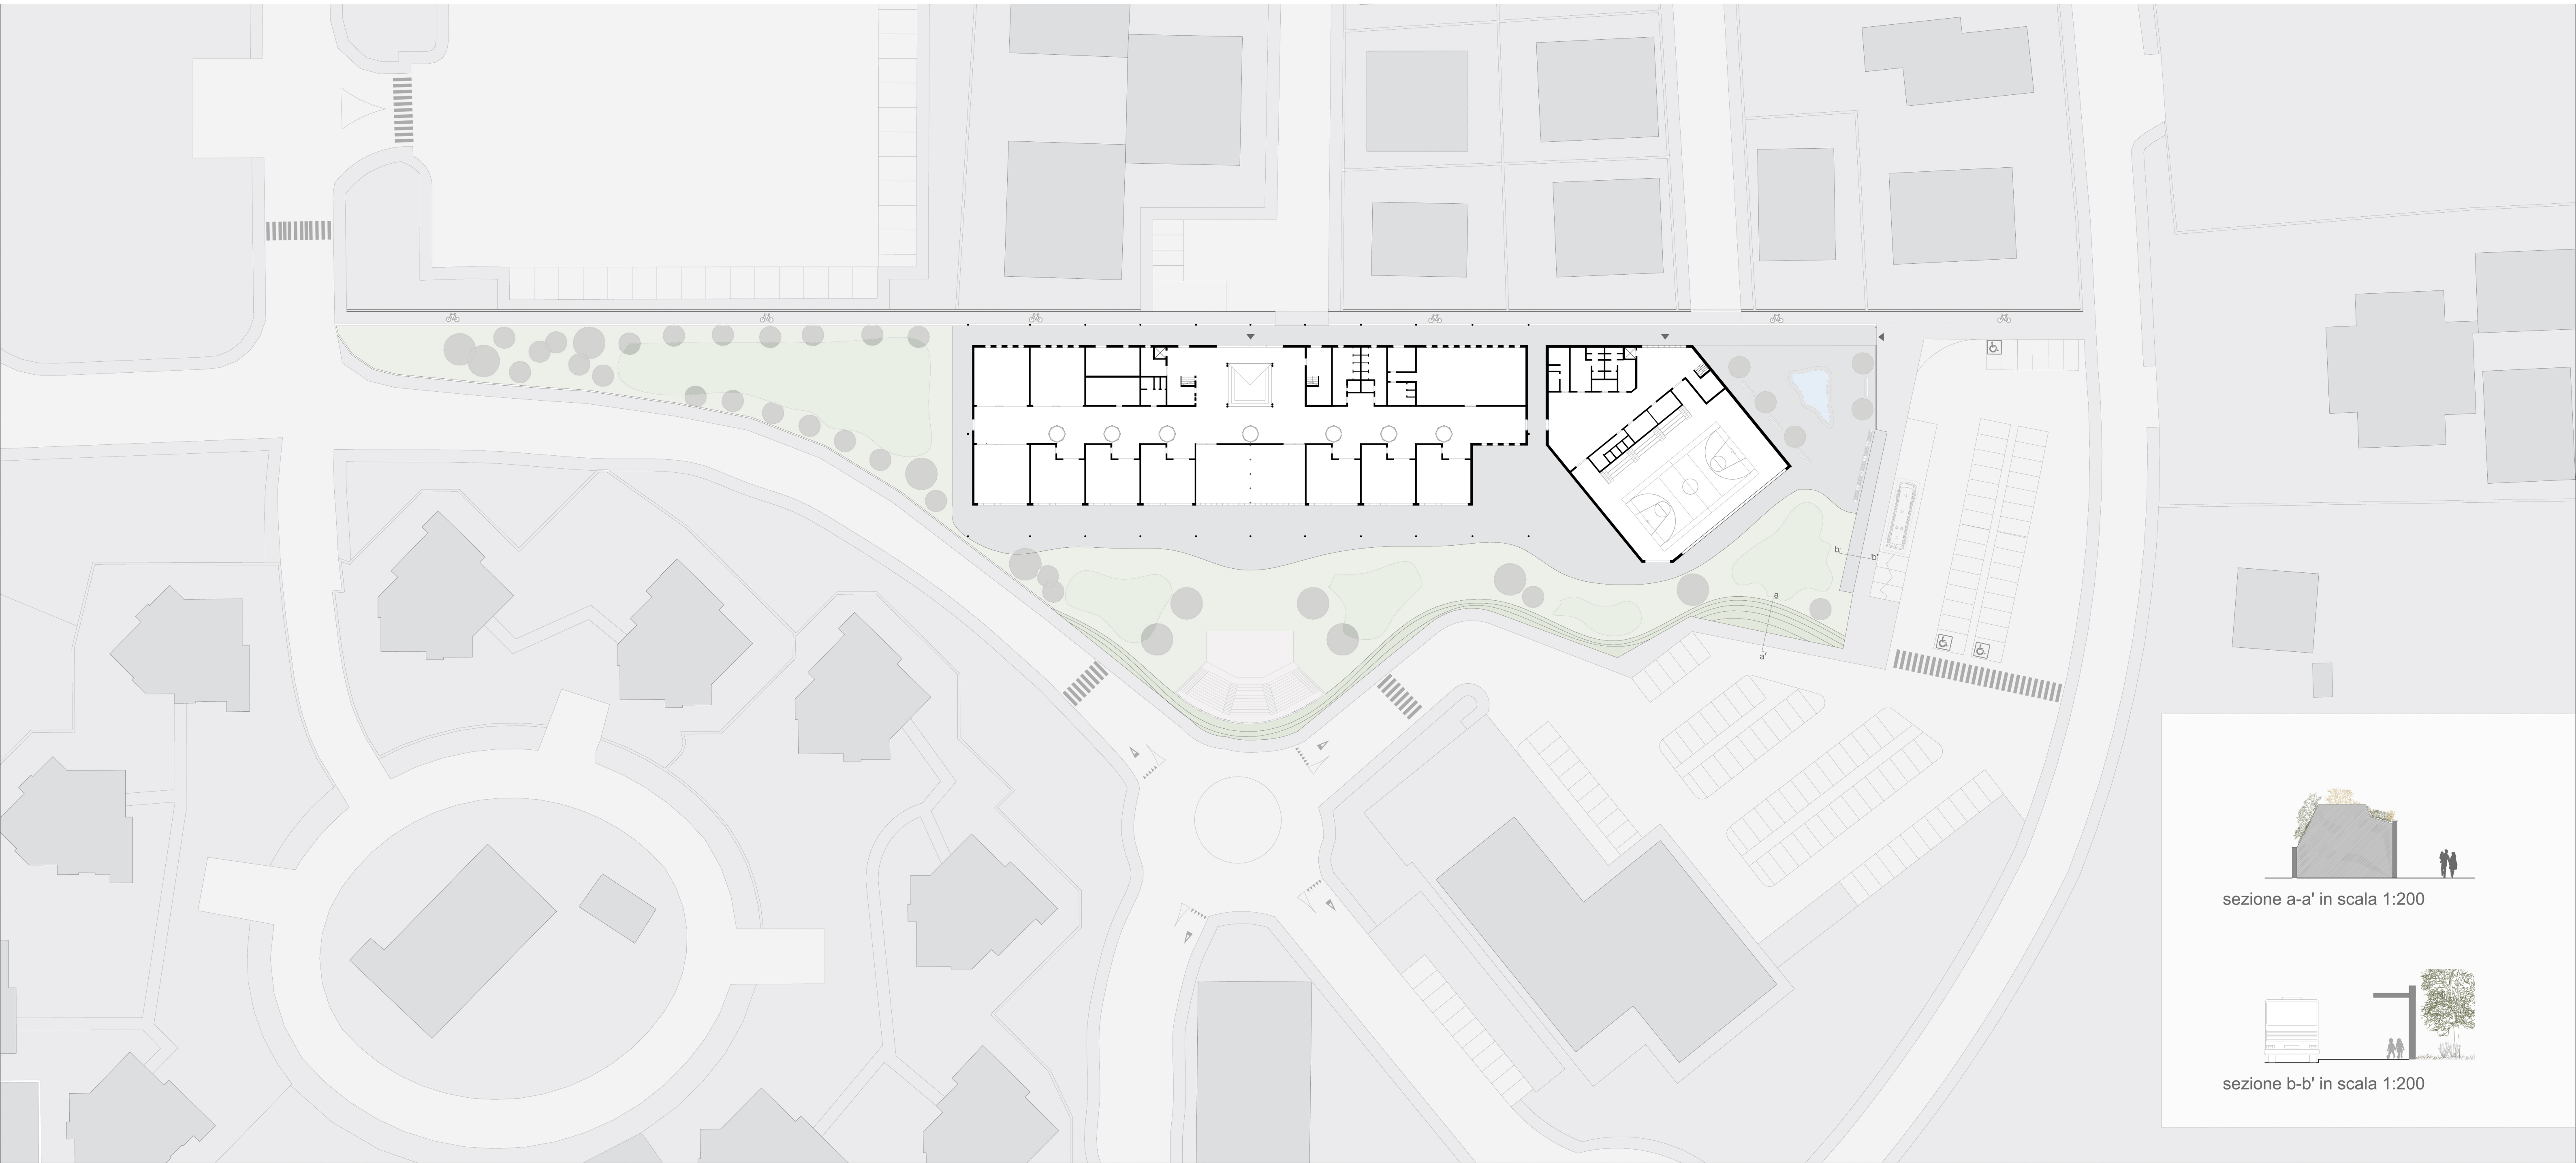 b
b'
a
a'
sezione a-a' in scala 1:200
sezione b-b' in scala 1:200